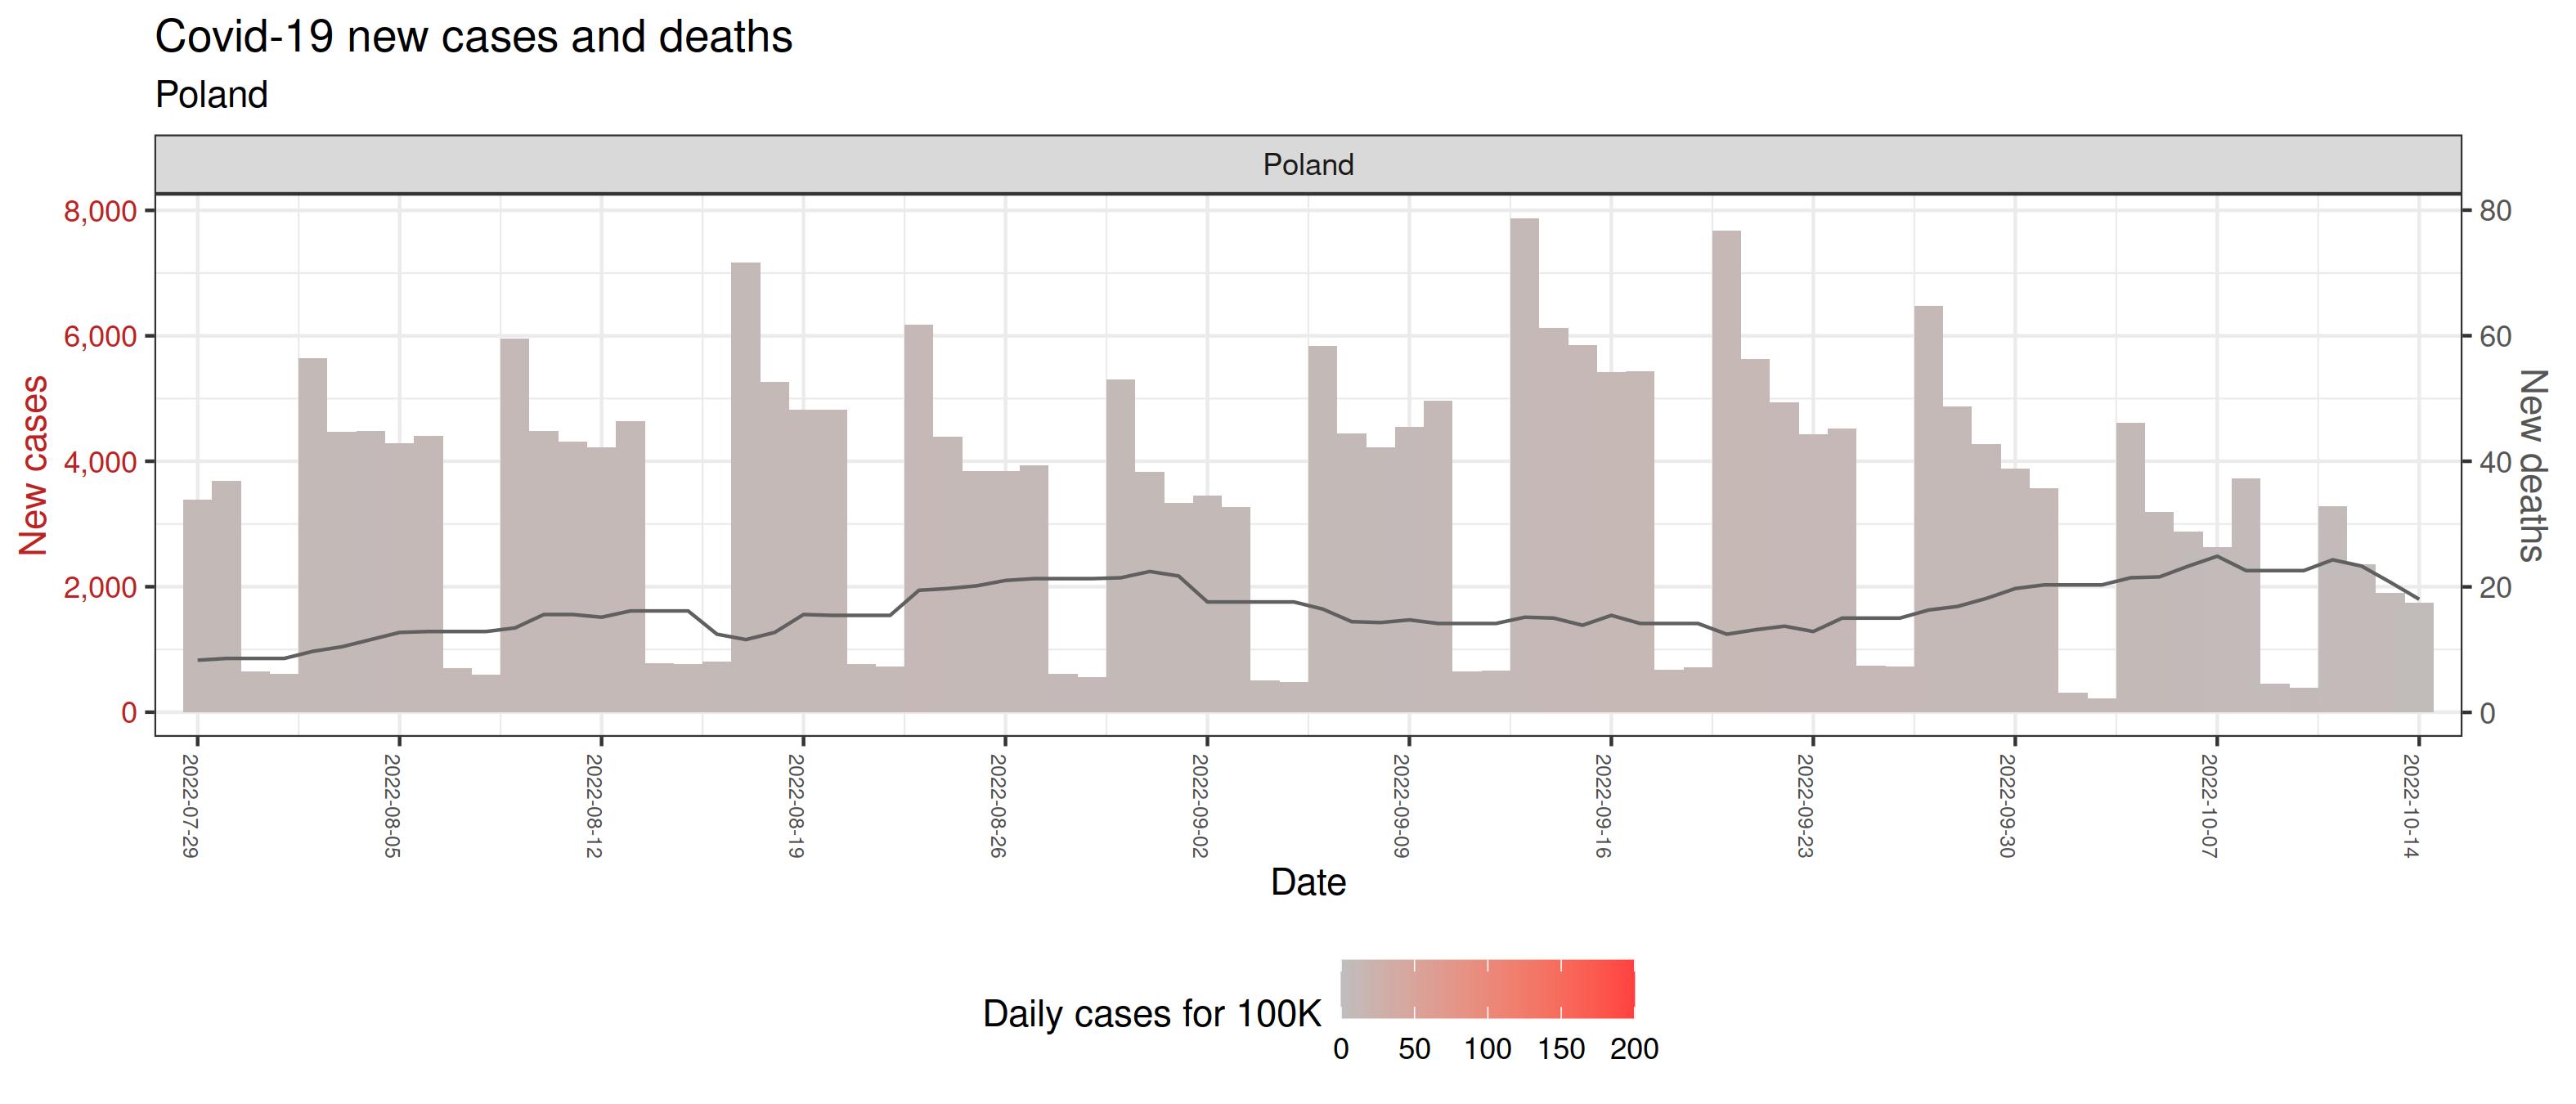 Covid-19 new cases and deaths
Poland
Poland
8,000
6,000
4,000
2,000
0
New cases
80
60
40
20
0
New deaths
2022-07-29
2022-08-05
2022-08-12
2022-08-19
2022-08-26
2022-09-02
2022-09-09
2022-09-16
2022-09-23
2022-09-30
2022-10-07
2022-10-14
Date
Daily cases for 100K
0 50 100 150 200